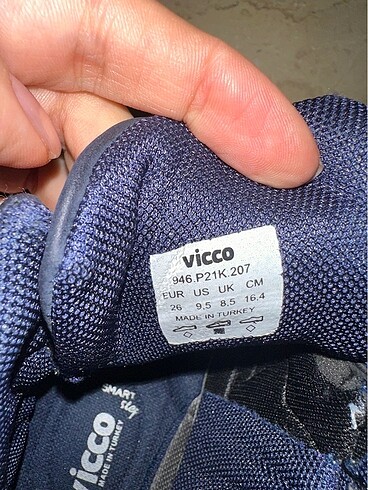 vicco
946.P21K.207
EUR US UK CM
26 9,5 8,5 16.4
MADE IN TURKEY
SMART
step
vicco
MADE IN TURKEY